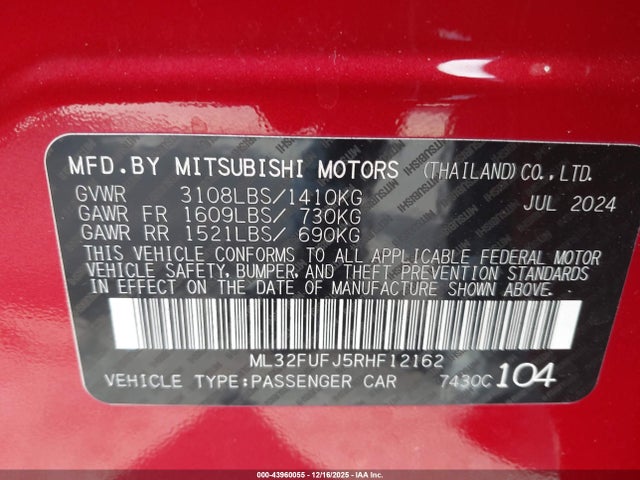 MFD.BY MITSUBISHI MOTORS (THAILAND)CO.,LTD.
GVWR 3108LBS/1410KG JUL 2024
GAWR FR 1609LBS/ 730KG
GAWR RR 1521LBS/ 690KG
THIS VEHICLE CONFORMS TO ALL APPLICABLE FEDERAL MOTOR
VEHICLE SAFETY, BUMPER, AND THEFT PREVENTION STANDARDS
IN EFFECT ON THE DATE OF MANUFACTURE SHOWN ABOVE.
ML32FUFJ5RHF12162
VEHICLE TYPE:PASSENGER CAR 7430C 104
000-43960055 - 12/16/2025 - IAA, Inc.